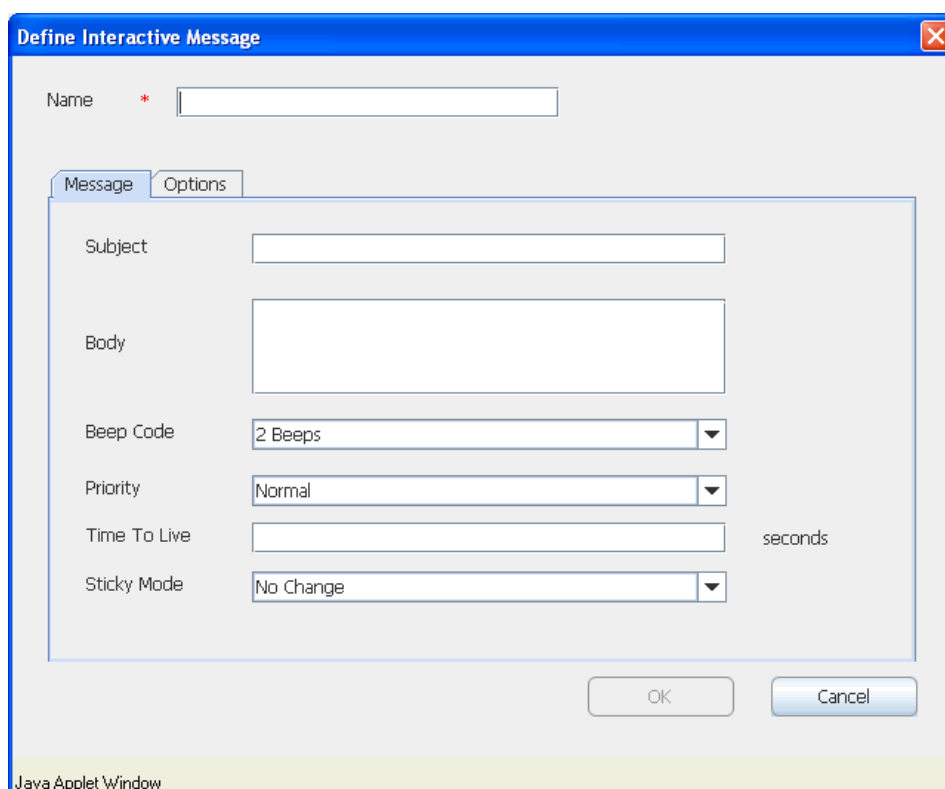 Define Interactive Message
Name *
Message Options
Subject
Body
Beep Code 2 Beeps
Priority Normal
Time To Live seconds
Sticky Mode No Change
OK Cancel
Java Applet Window